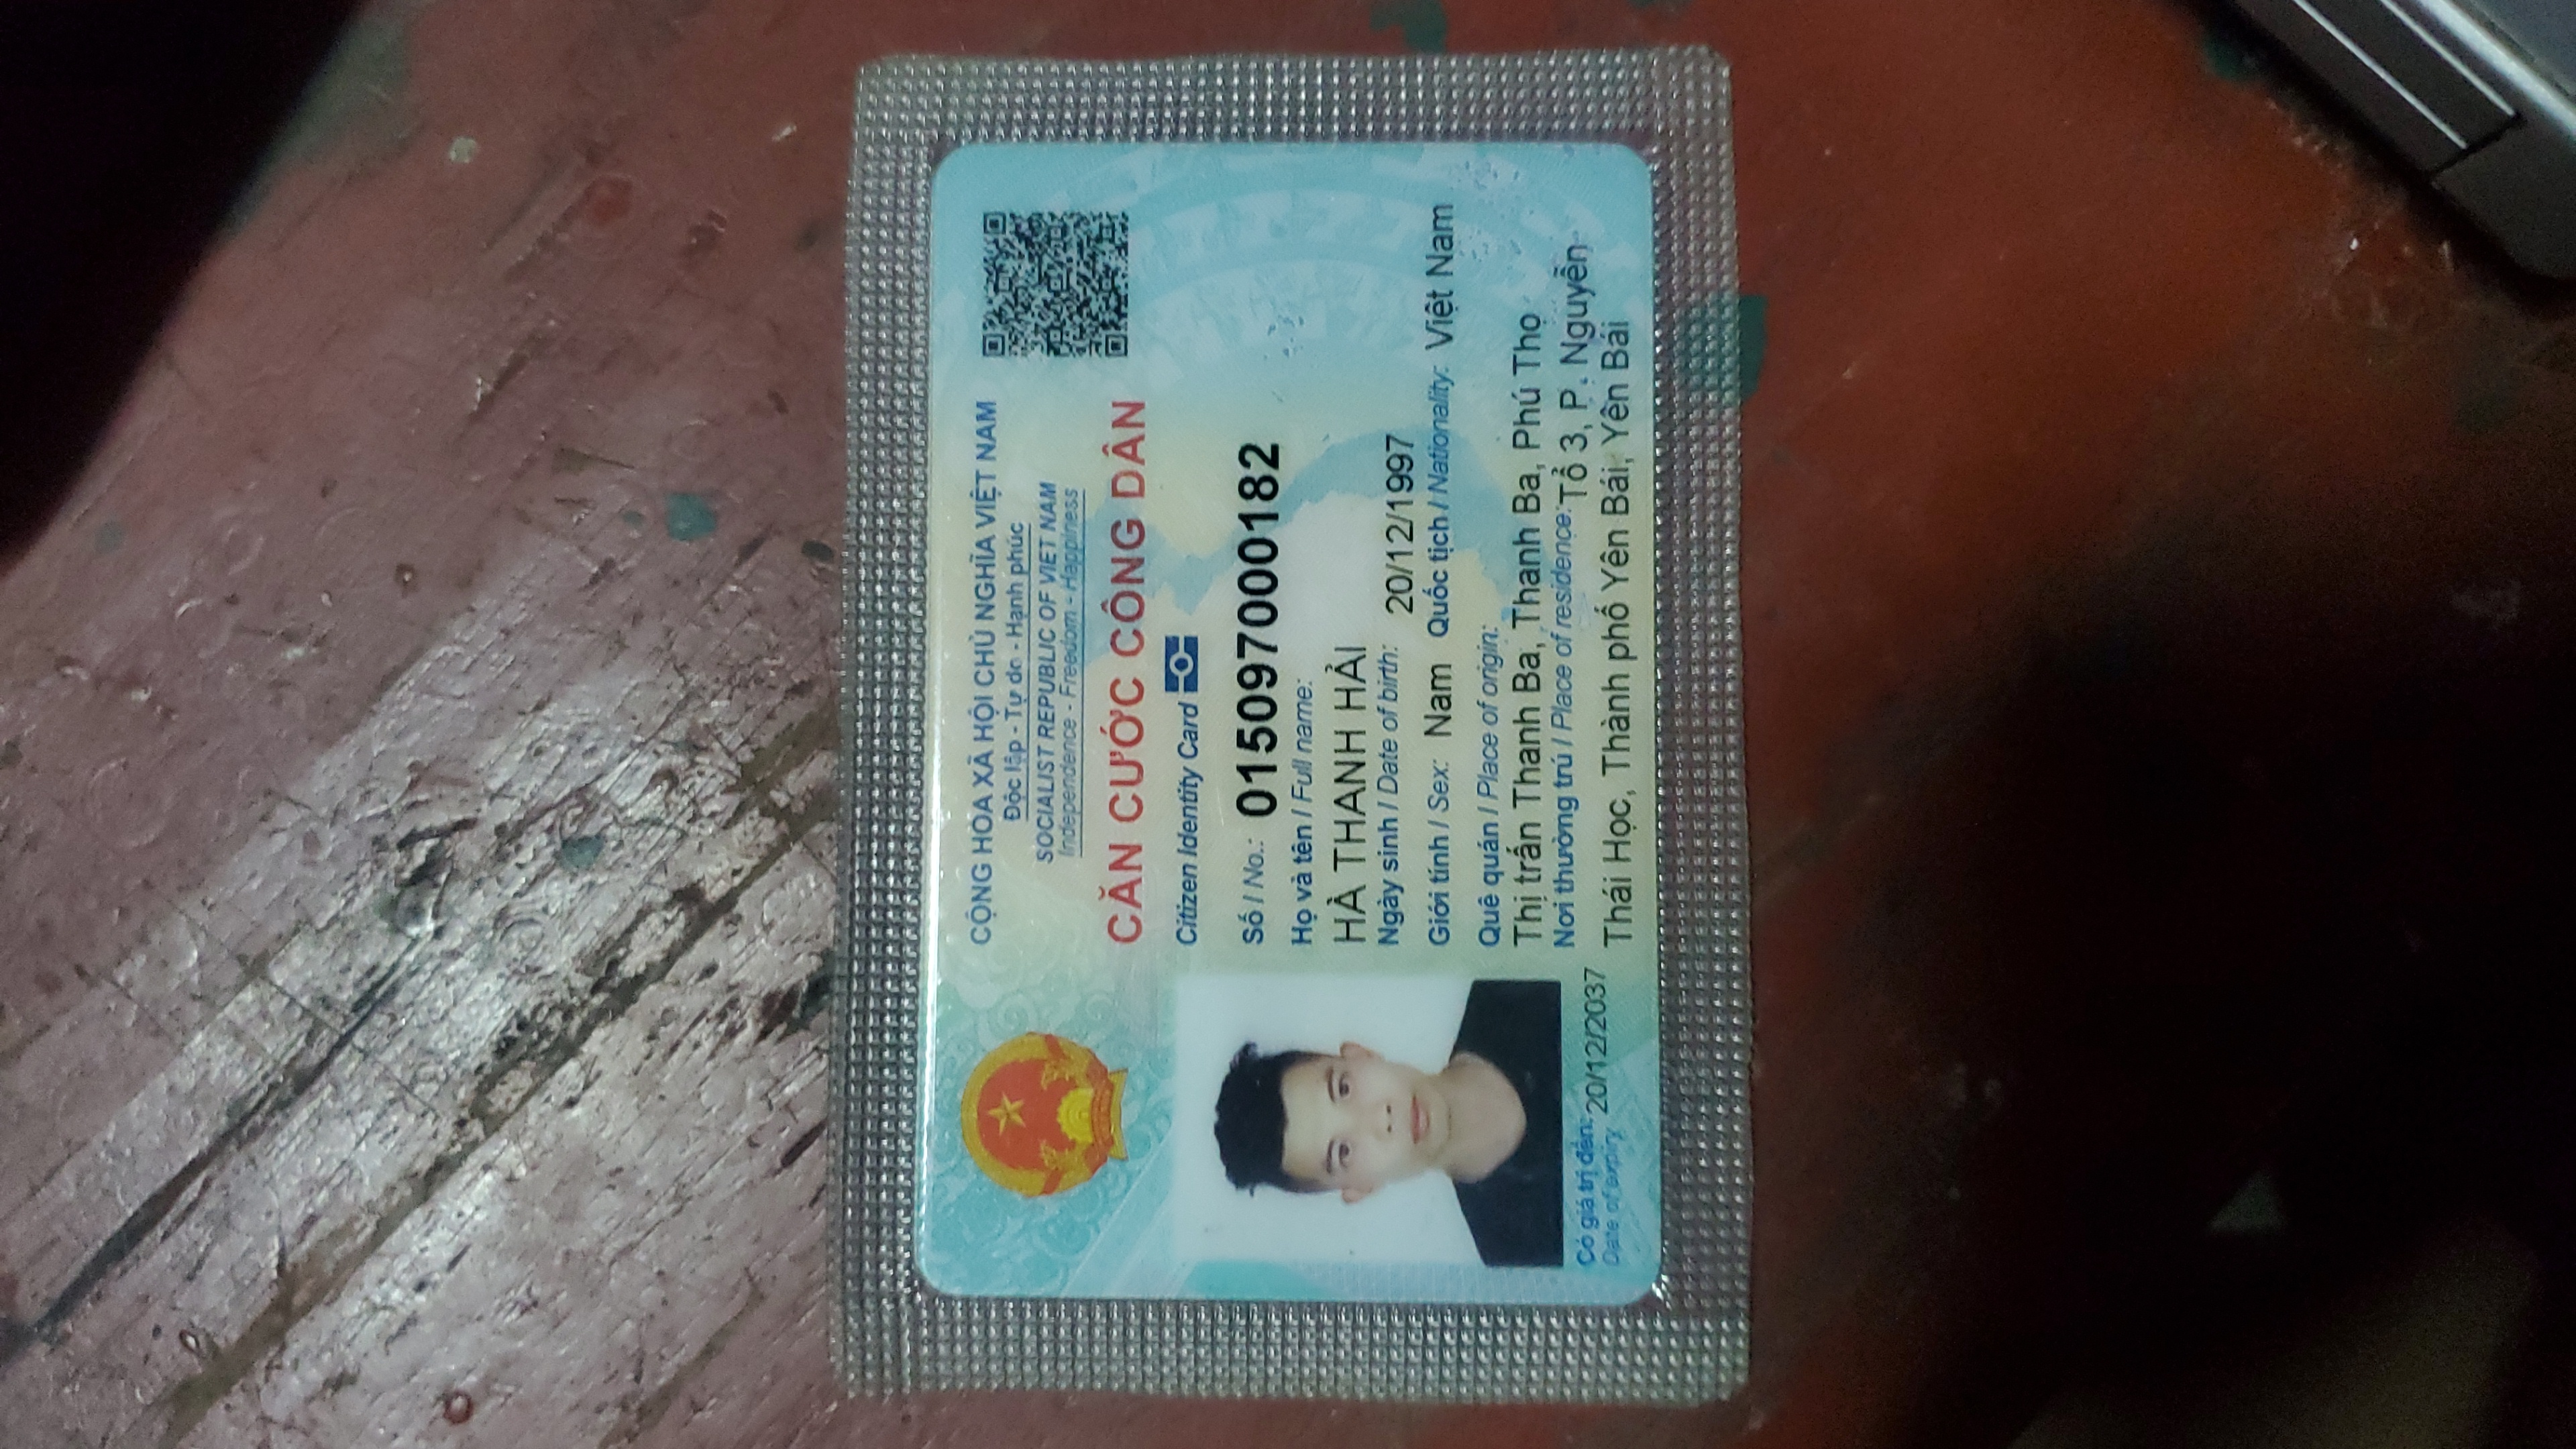 CỘNG HÒA XÃ HỘI CHỦ NGHĨA VIỆT NAM
Độc lập - Tự do - Hạnh phúc
SOCIALIST REPUBLIC OF VIET NAM
Independence - Freedom - Happiness
CĂN CƯỚC CÔNG DÂN
Citizen Identity Card
Số / No.: 015097000182
Họ và tên / Full name:
HÀ THANH HẢI
Ngày sinh / Date of birth: 20/12/1997
Giới tính / Sex: Nam Quốc tịch / Nationality: Việt Nam
Quê quán / Place of origin:
Thị trấn Thanh Ba, Thanh Ba, Phú Thọ
Nơi thường trú / Place of residence: Tổ 3, P. Nguyễn
Thái Học, Thành phố Yên Bái, Yên Bái
Có giá trị đến: 20/12/2037
Date of expiry